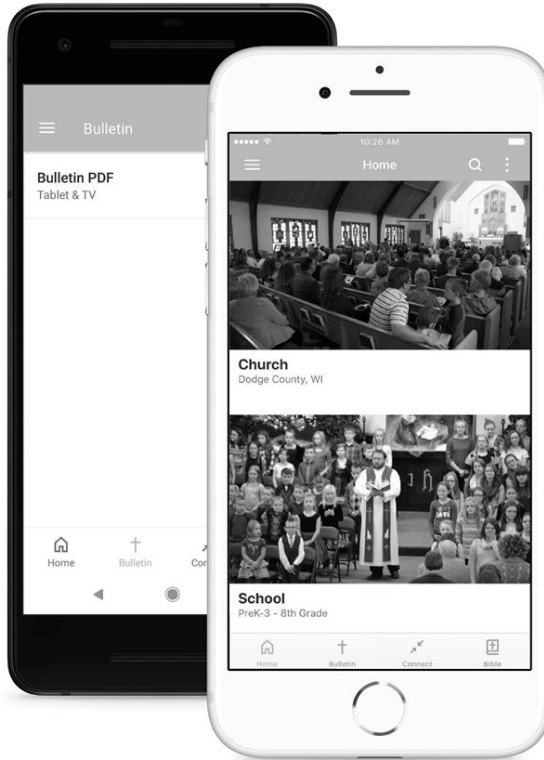 Bulletin
Bulletin PDF
Tablet & TV
Home
Bulletin
10:26 AM
Home
Church
Dodge County, WI
School
PreK-3 - 8th Grade
Home
Bulletin
Connect
Bible